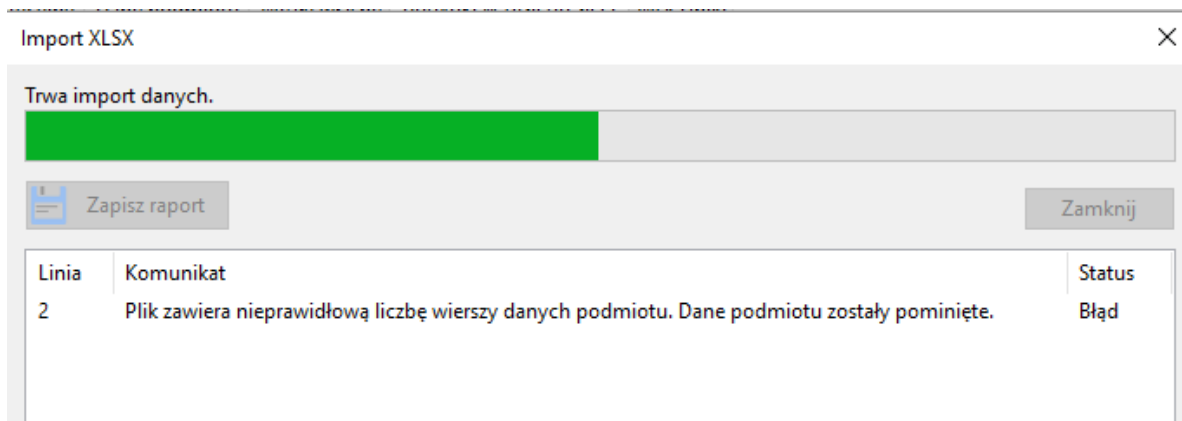 Import XLSX
Trwa import danych.
Zapisz raport
Zamknij
Linia Komunikat Status
2 Plik zawiera nieprawidłową liczbę wierszy danych podmiotu. Dane podmiotu zostały pominięte. Błąd